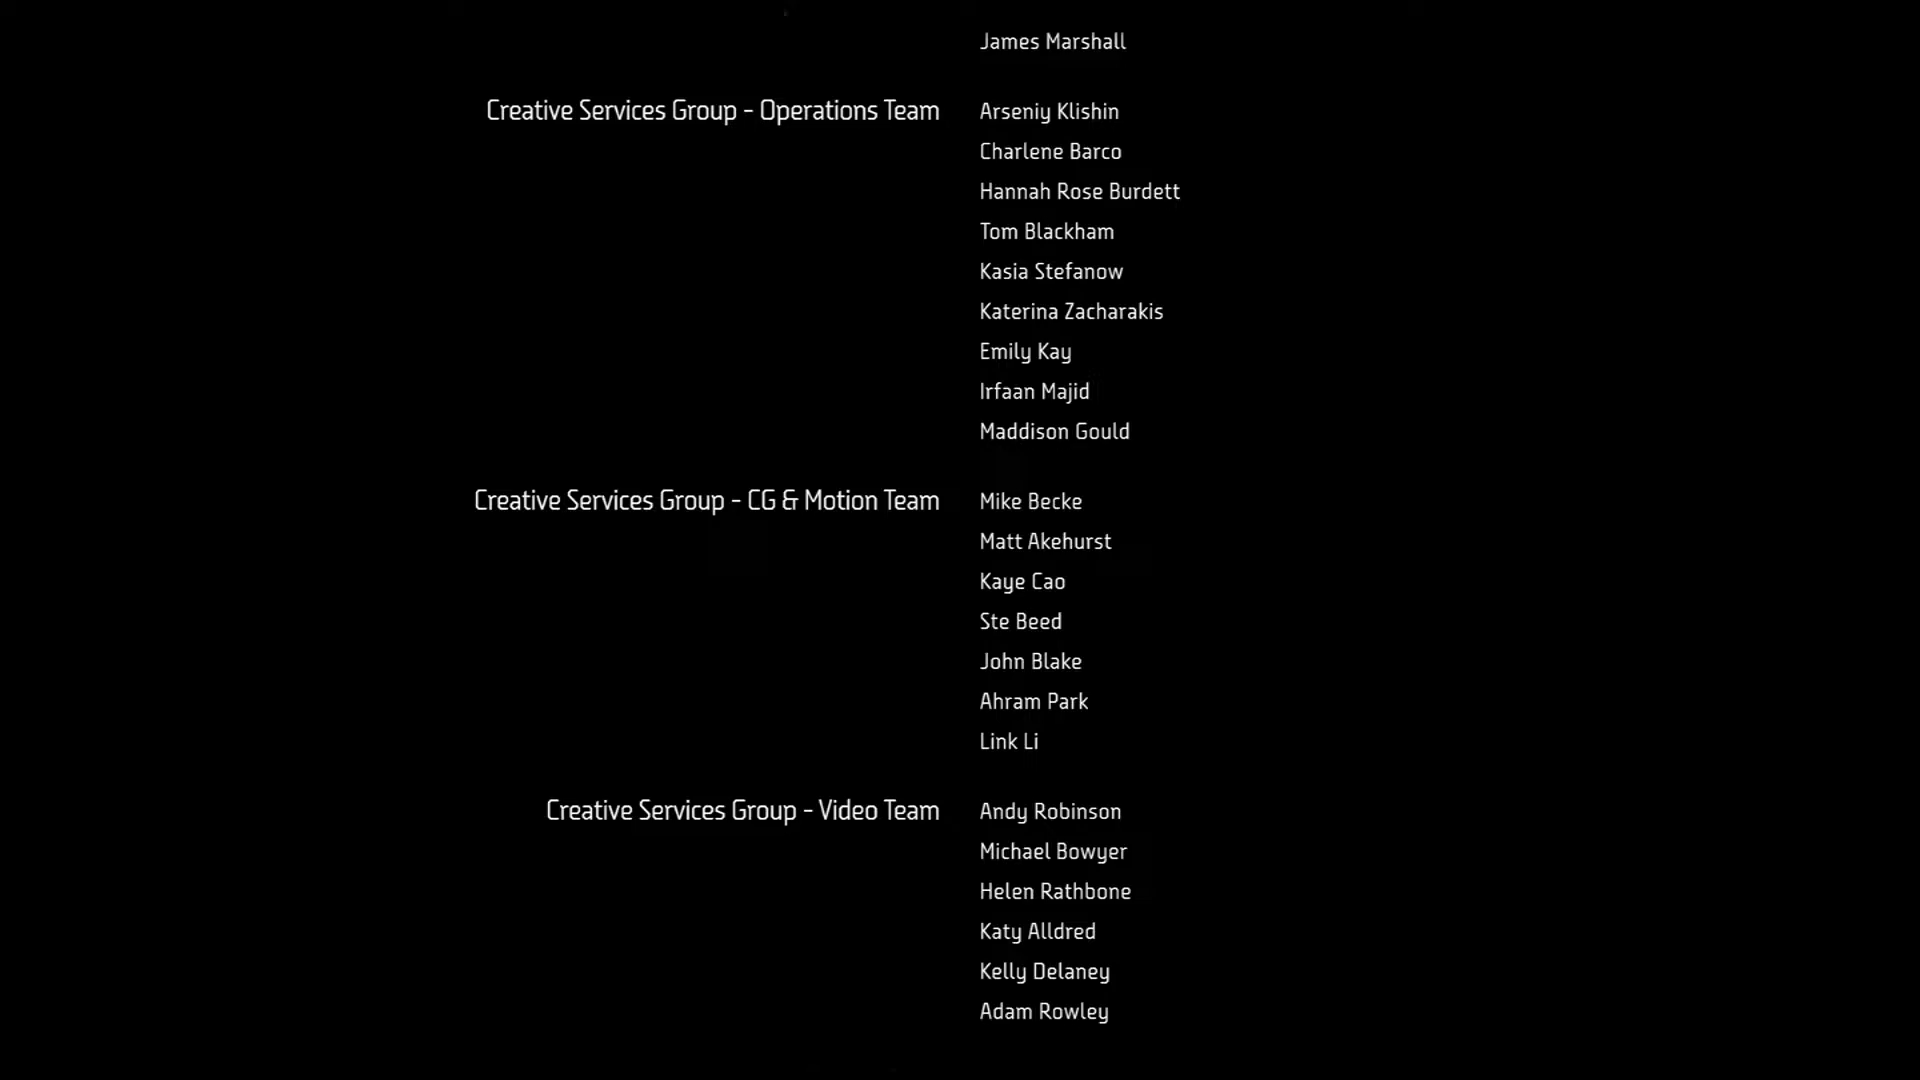 James Marshall
Creative Services Group - Operations Team Arseniy Klishin
Charlene Barco
Hannah Rose Burdett
Tom Blackham
Kasia Stefanow
Katerina Zacharakis
Emily Kay
Irfaan Majid
Maddison Gould
Creative Services Group - CG & Motion Team Mike Becke
Matt Akehurst
Kaye Cao
Ste Beed
John Blake
Ahram Park
Link Li
Creative Services Group - Video Team Andy Robinson
Michael Bowyer
Helen Rathbone
Katy Alldred
Kelly Delaney
Adam Rowley